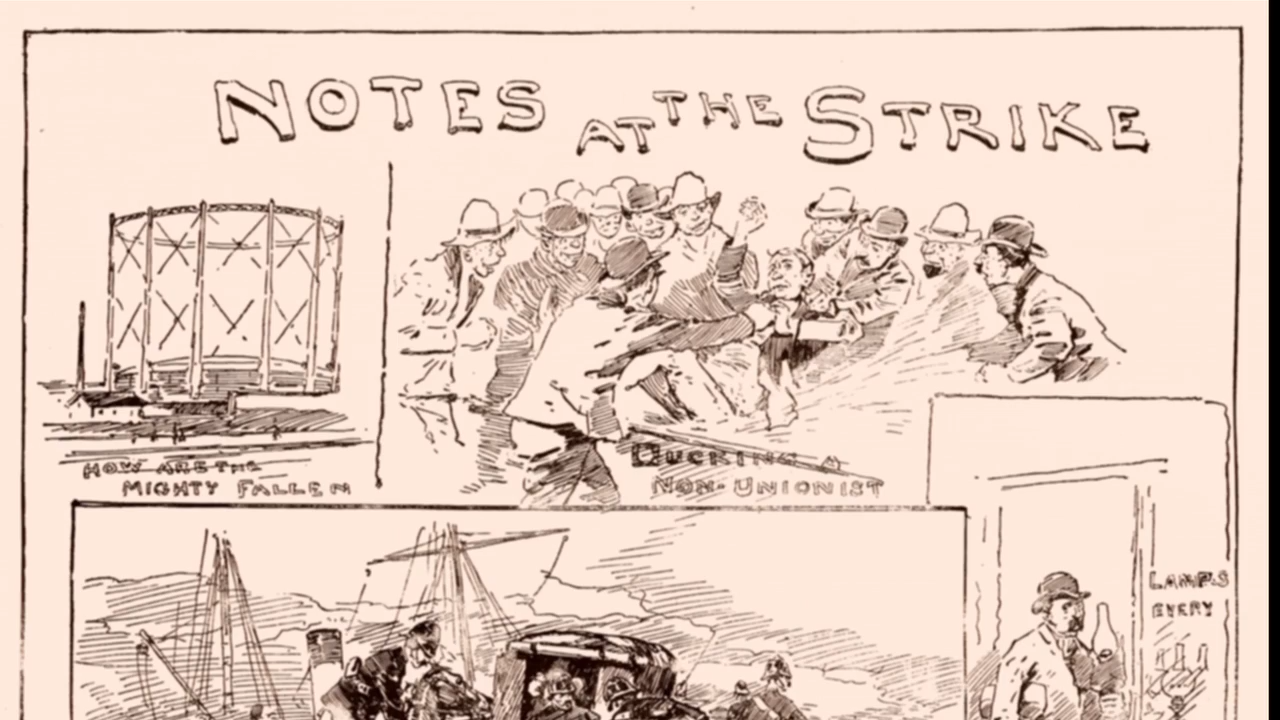 NOTES AT THE STRIKE
HOW ARE THE
MIGHTY FALLEN
DUCKING A
NON-UNIONIST
LAMPS
EVERY